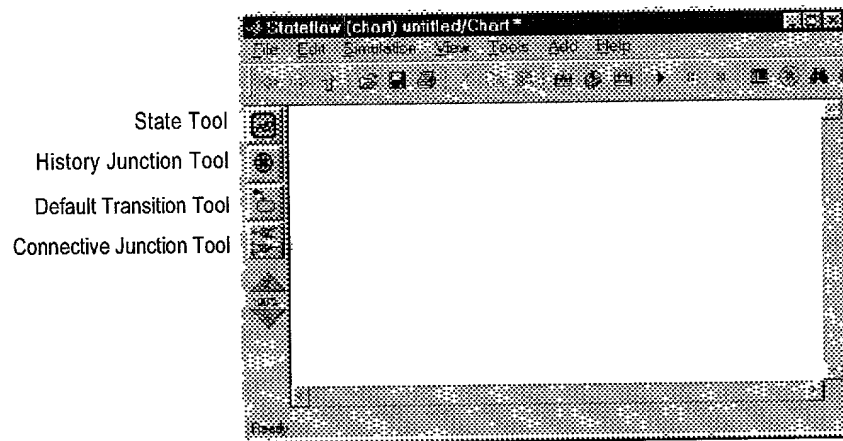 Stateflow (chart) untitled/Chart *
File Edit Simulation View Tools Add Help
State Tool
History Junction Tool
Default Transition Tool
Connective Junction Tool
Ready